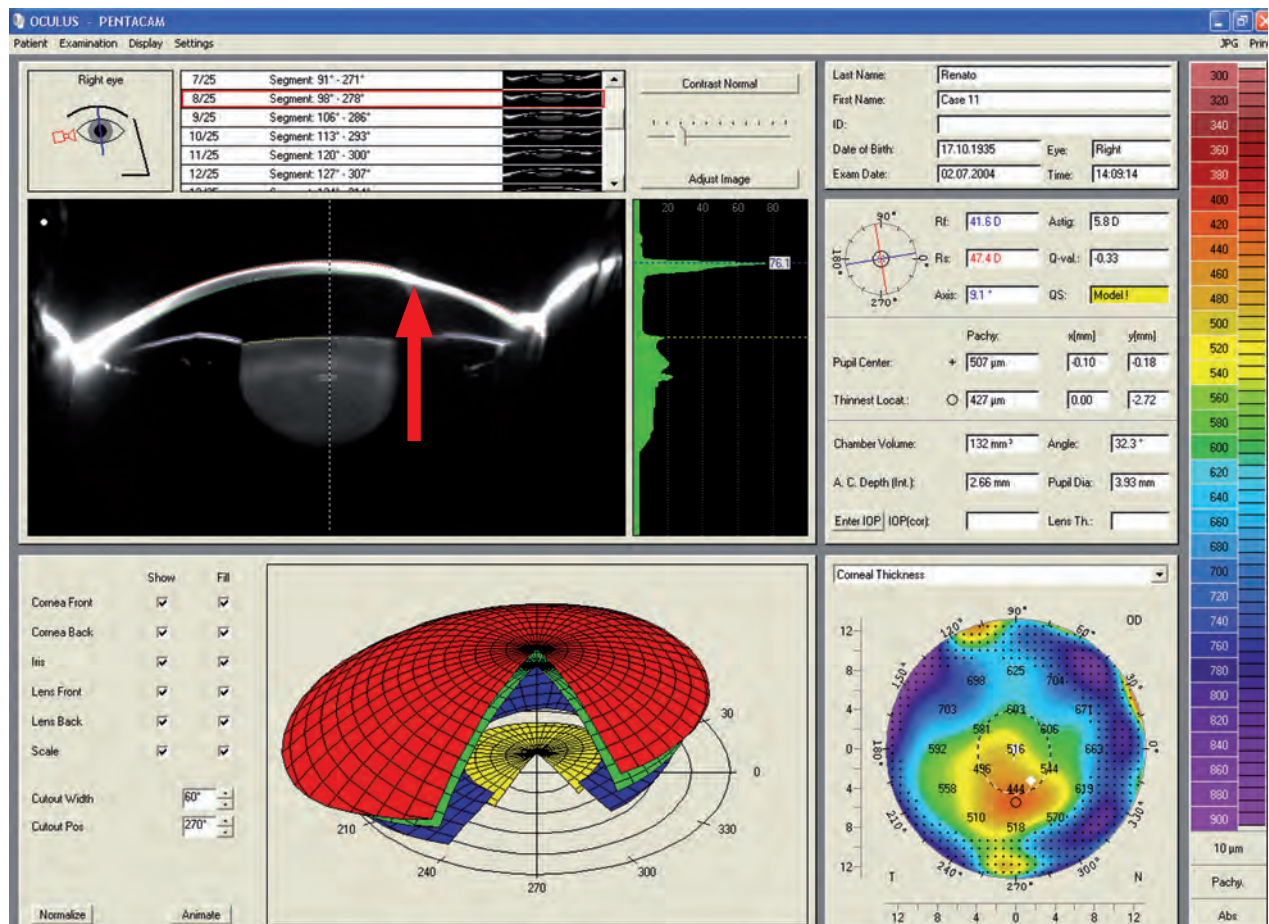 OCULUS - PENTACAM
Patient Examination Display Settings
JPG Print
Right eye
7/25 Segment: 91° - 271°
8/25 Segment: 98° - 278°
9/25 Segment: 106° - 286°
10/25 Segment: 113° - 293°
11/25 Segment: 120° - 300°
12/25 Segment: 127° - 307°
Contrast Normal
Adjust Image
Last Name: Renato
First Name: Case 11
ID:
Date of Birth: 17.10.1935 Eye: Right
Exam Date: 02.07.2004 Time: 14:09:14
20 40 60 80
76.1
90°
180° 0°
270°
Rf: 41.6 D Astig: 5.8 D
Rs: 47.4 D Q-val.: -0.33
Axis: 9.1 ° QS: Model !
Pachy: x[mm] y[mm]
Pupil Center: + 507 µm -0.10 -0.18
Thinnest Locat.: O 427 µm 0.00 -2.72
Chamber Volume: 132 mm³ Angle: 32.3 °
A. C. Depth (Int.): 2.66 mm Pupil Dia: 3.93 mm
Enter IOP IOP(cor): Lens Th.:
Show Fill
Cornea Front
Cornea Back
Iris
Lens Front
Lens Back
Scale
Cutout Width 60°
Cutout Pos 270°
Normalize Animate
30
0
330
300
270
240
210
Corneal Thickness
OD
90°
120° 60°
150° 30°
180° 0°
210° 330°
240° 300°
270°
12
8
4
0
4
8
12
625
698 704
703 603 671
581 606
592 516 663
496 544
558 444 619
510 518 570
T N
12 8 4 0 4 8 12
300
320
340
360
380
400
420
440
460
480
500
520
540
560
580
600
620
640
660
680
700
720
740
760
780
800
820
840
860
880
900
10 µm
Pachy.
Abs